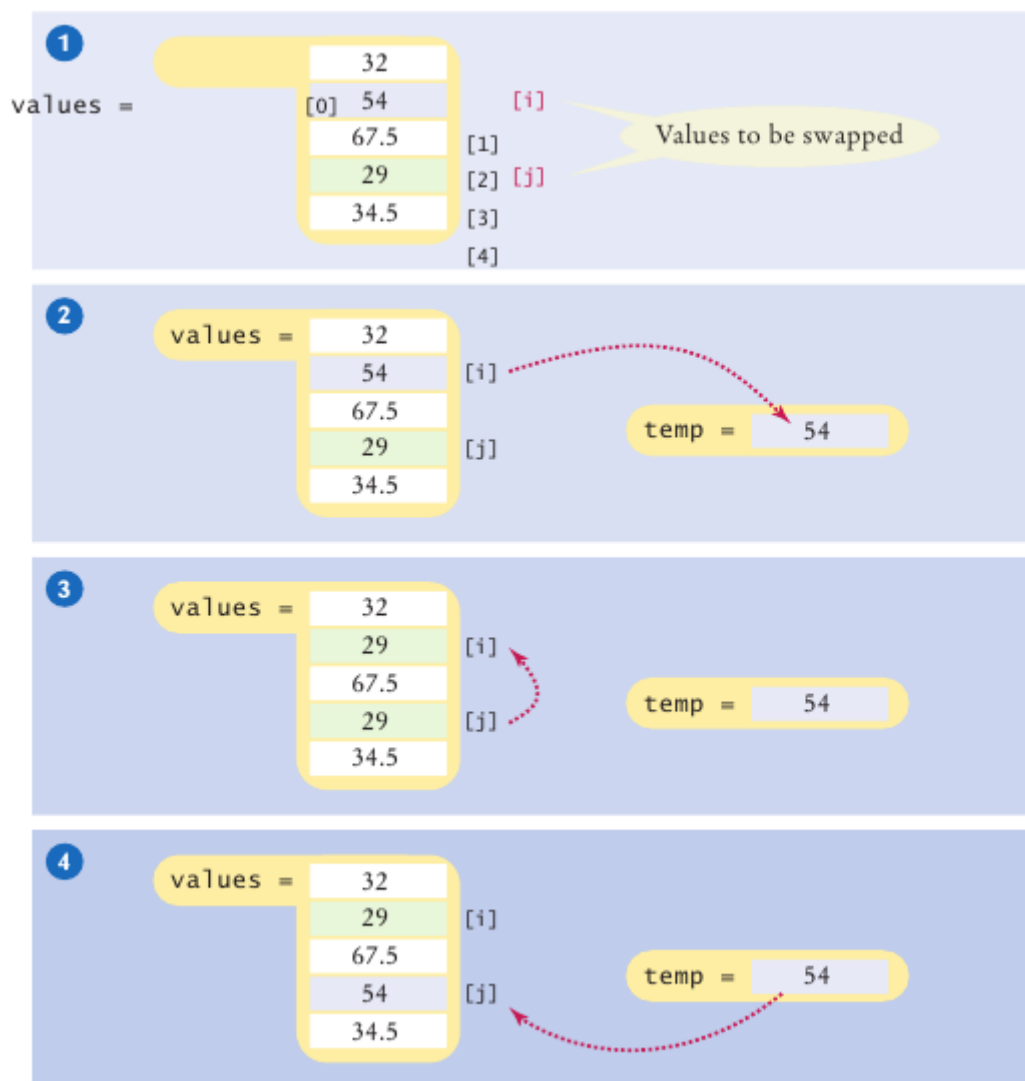 1
32
values = [0] 54 [i]
Values to be swapped
67.5 [1]
29 [2] [j]
34.5 [3]
[4]
2
values = 32
54 [i]
67.5
temp = 54
29 [j]
34.5
3
values = 32
29 [i]
67.5
temp = 54
29 [j]
34.5
4
values = 32
29 [i]
67.5
temp = 54
54 [j]
34.5